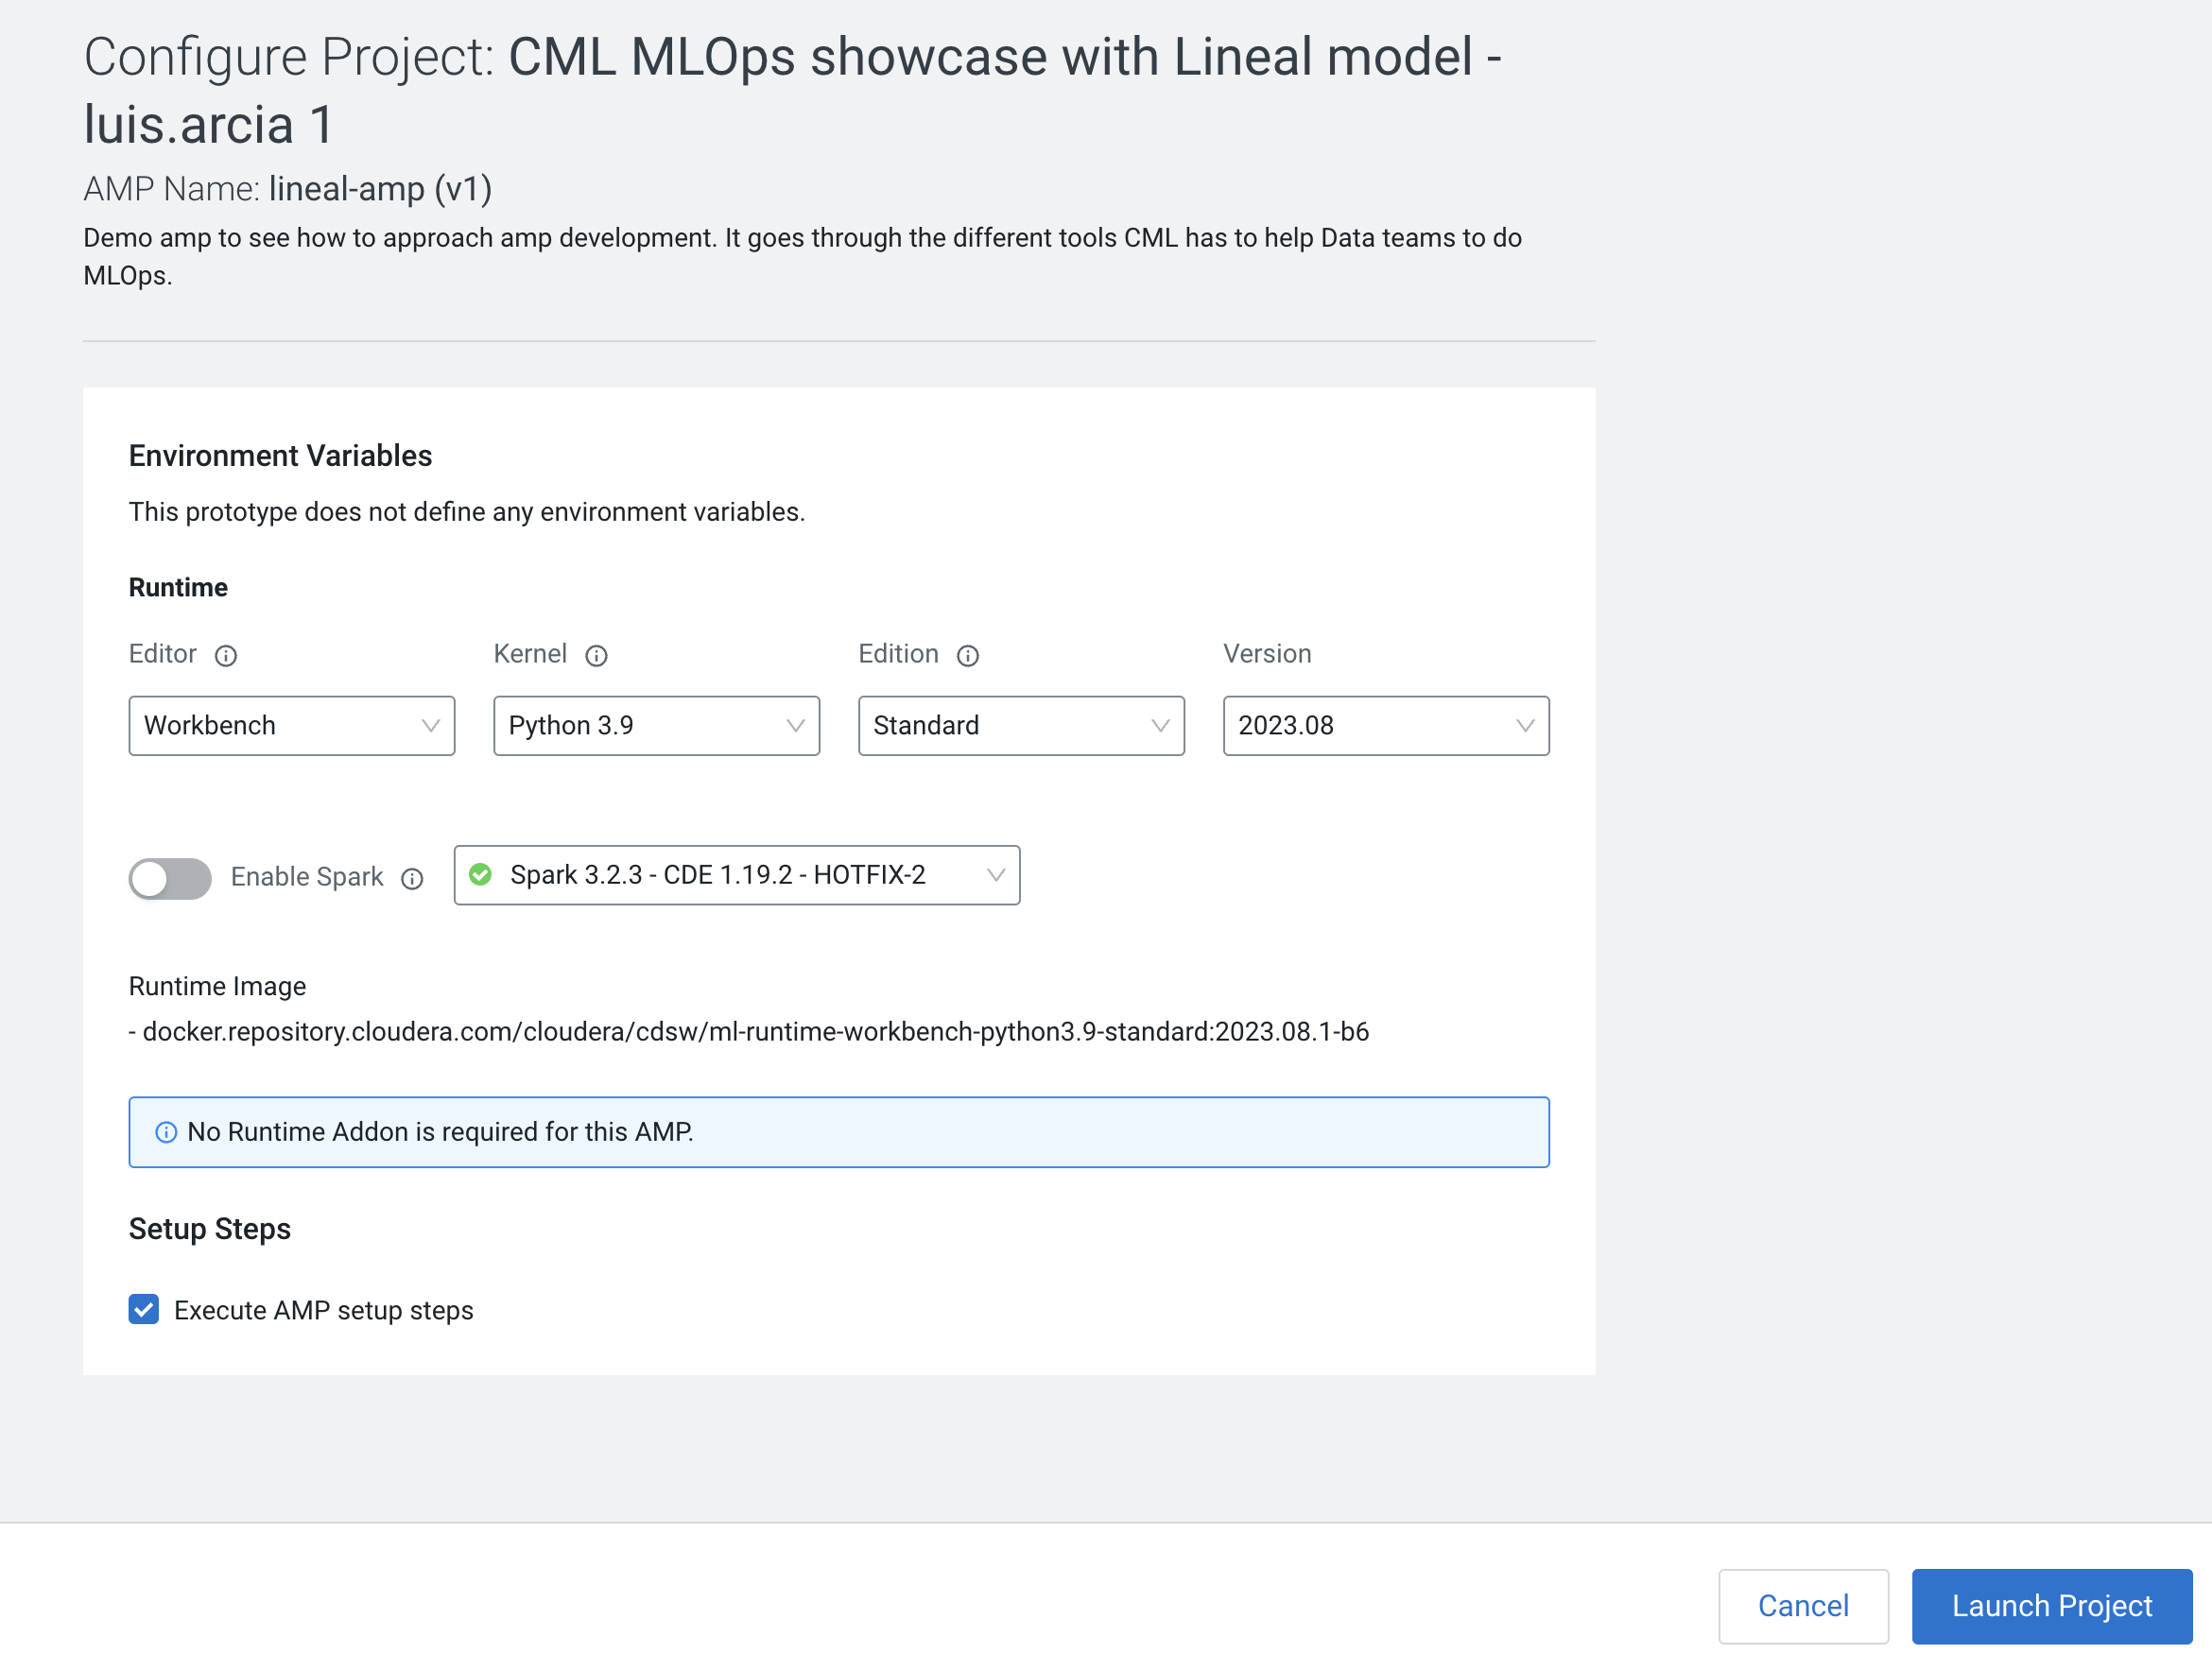 Configure Project: CML MLOps showcase with Lineal model -
luis.arcia 1
AMP Name: lineal-amp (v1)
Demo amp to see how to approach amp development. It goes through the different tools CML has to help Data teams to do
MLOps.
Environment Variables
This prototype does not define any environment variables.
Runtime
Editor Kernel Edition Version
Workbench Python 3.9 Standard 2023.08
Enable Spark Spark 3.2.3 - CDE 1.19.2 - HOTFIX-2
Runtime Image
- docker.repository.cloudera.com/cloudera/cdsw/ml-runtime-workbench-python3.9-standard:2023.08.1-b6
No Runtime Addon is required for this AMP.
Setup Steps
Execute AMP setup steps
Cancel Launch Project